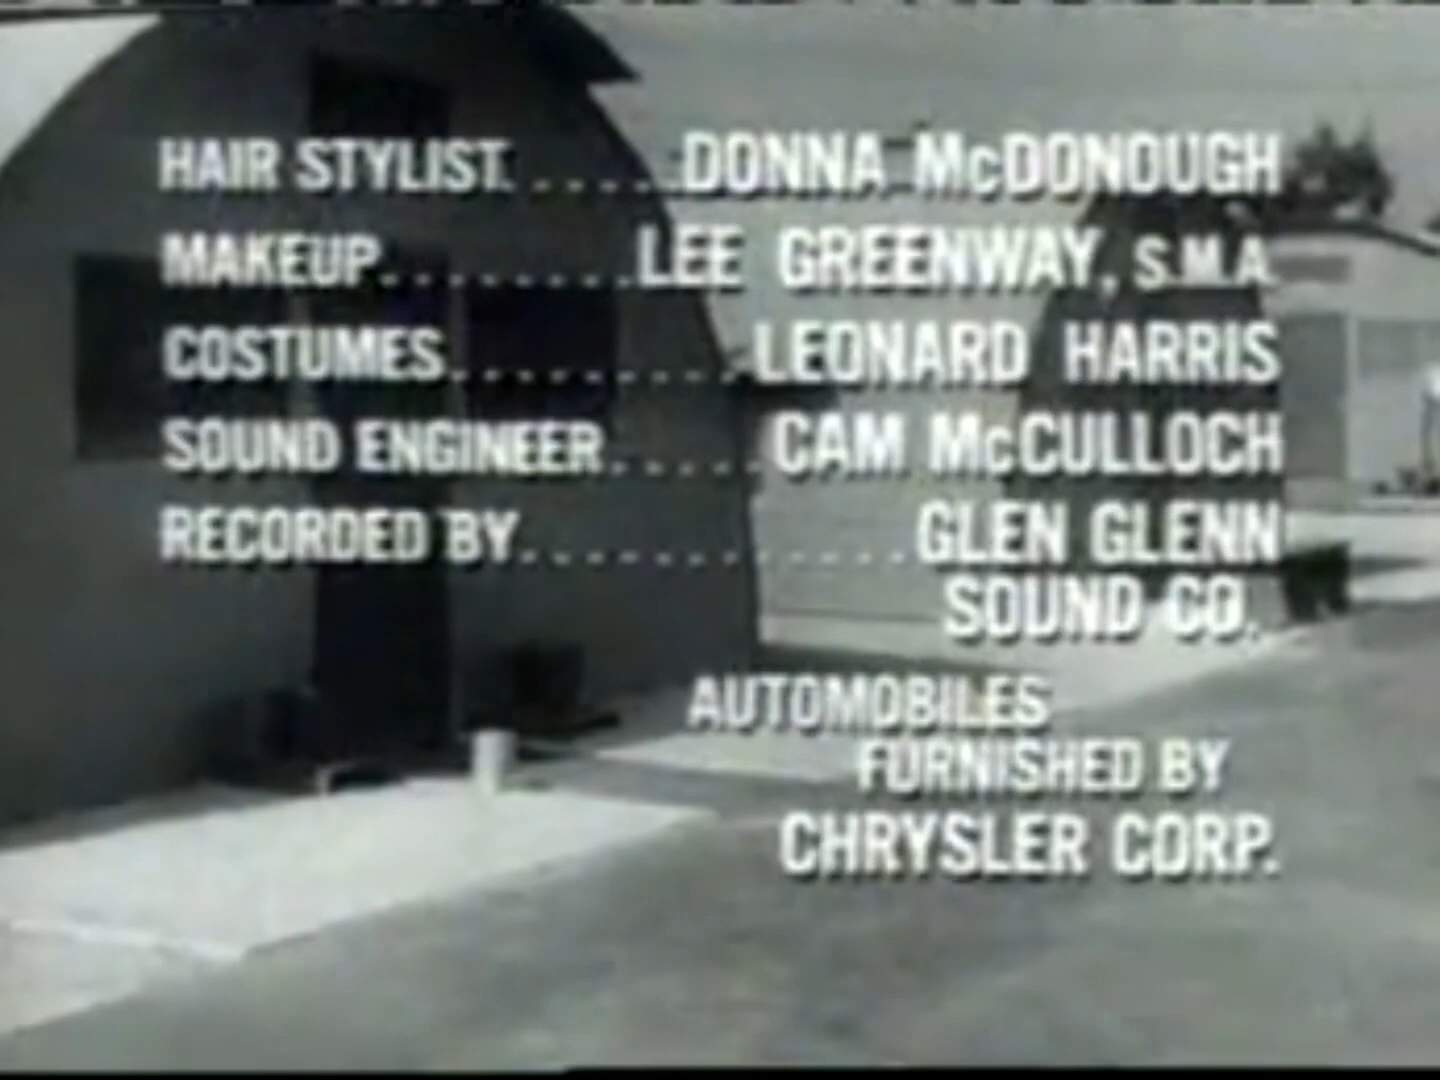 HAIR STYLIST.........DONNA McDONOUGH
MAKEUP........LEE GREENWAY, S.M.A.
COSTUMES.........LEONARD HARRIS
SOUND ENGINEER.....CAM McCULLOCH
RECORDED BY............GLEN GLENN
SOUND CO.
AUTOMOBILES
FURNISHED BY
CHRYSLER CORP.